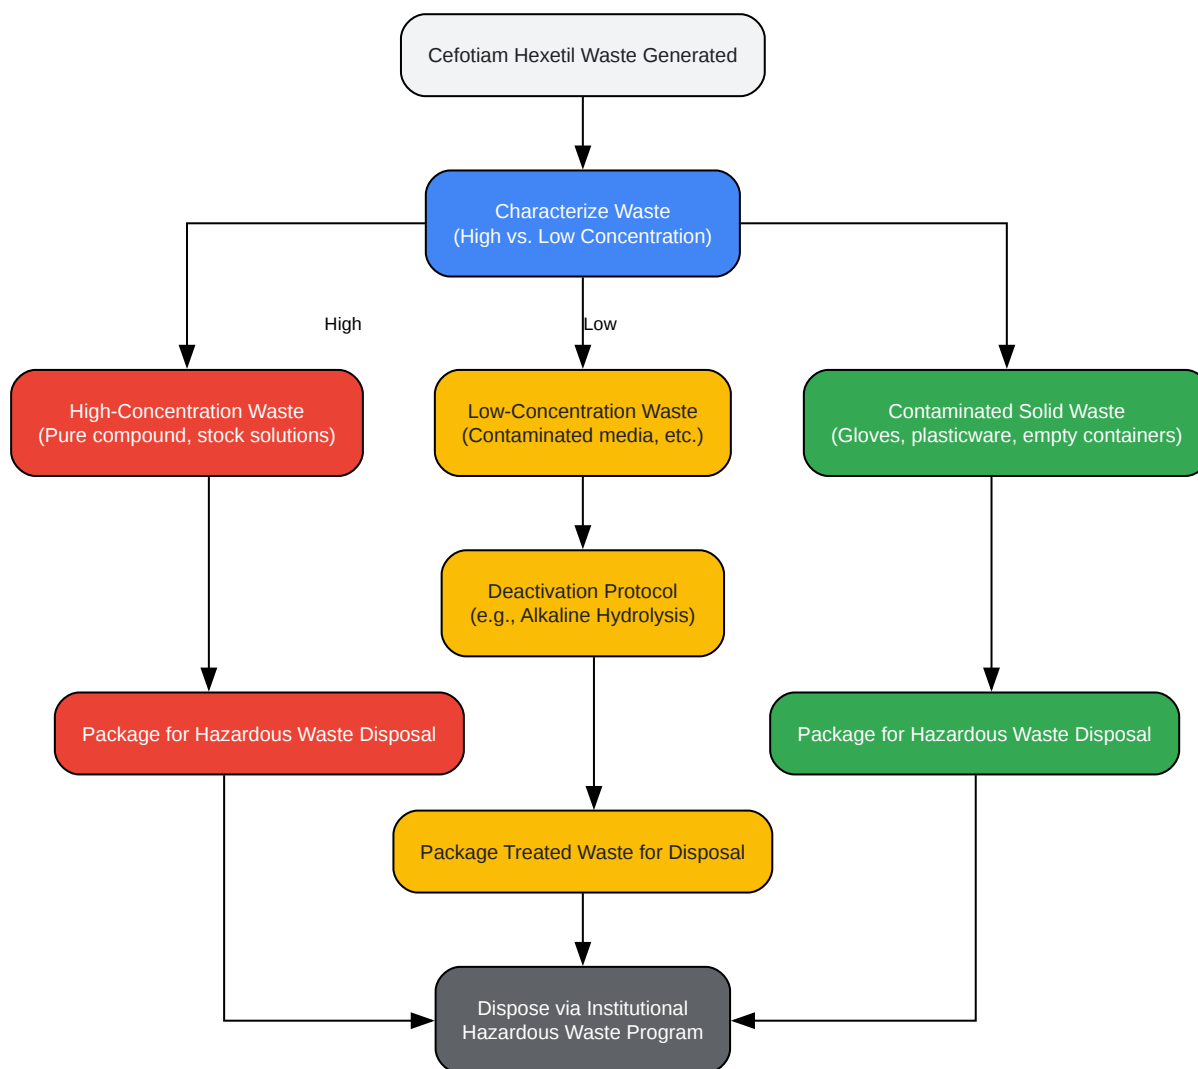 Cefotiam Hexetil Waste Generated
Characterize Waste
(High vs. Low Concentration)
High
Low
High-Concentration Waste
(Pure compound, stock solutions)
Low-Concentration Waste
(Contaminated media, etc.)
Contaminated Solid Waste
(Gloves, plasticware, empty containers)
Deactivation Protocol
(e.g., Alkaline Hydrolysis)
Package for Hazardous Waste Disposal
Package for Hazardous Waste Disposal
Package Treated Waste for Disposal
Dispose via Institutional
Hazardous Waste Program